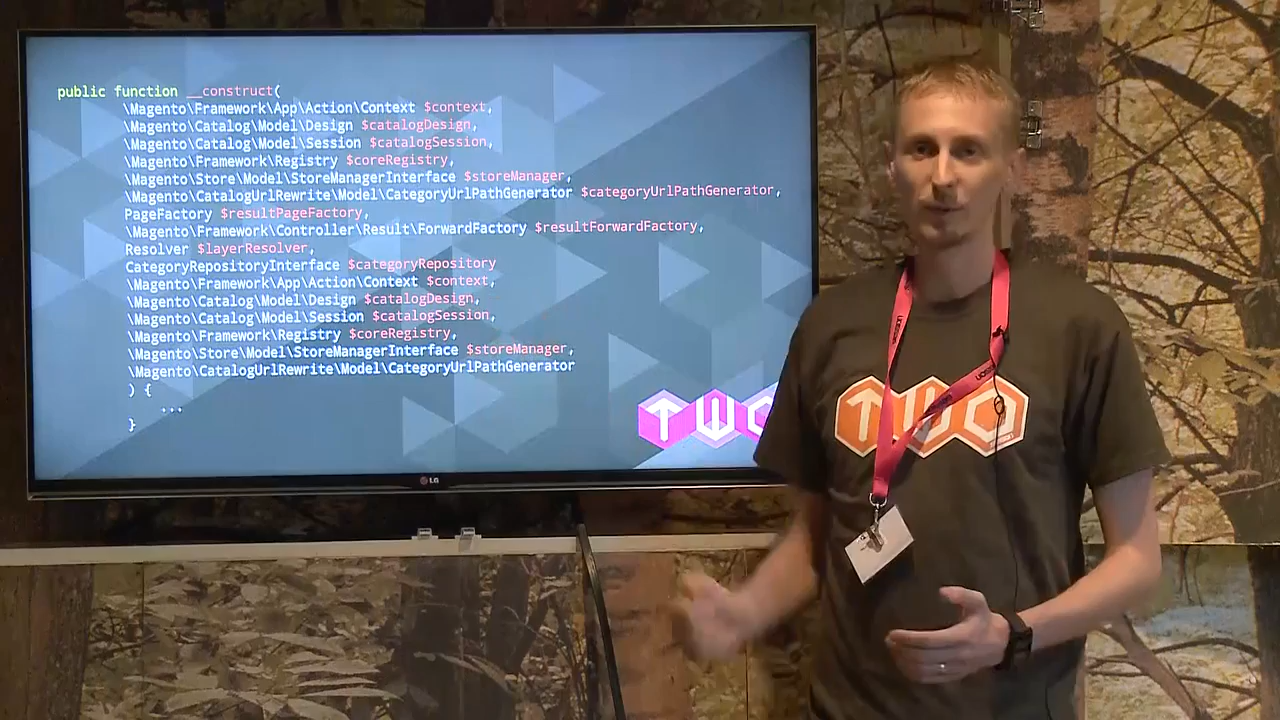 public function __construct(
\Magento\Framework\App\Action\Context $context,
\Magento\Catalog\Model\Design $catalogDesign,
\Magento\Catalog\Model\Session $catalogSession,
\Magento\Framework\Registry $coreRegistry,
\Magento\Store\Model\StoreManagerInterface $storeManager,
\Magento\CatalogUrlRewrite\Model\CategoryUrlPathGenerator $categoryUrlPathGenerator,
PageFactory $resultPageFactory,
\Magento\Framework\Controller\Result\ForwardFactory $resultForwardFactory,
Resolver $layerResolver,
CategoryRepositoryInterface $categoryRepository
\Magento\Framework\App\Action\Context $context,
\Magento\Catalog\Model\Design $catalogDesign,
\Magento\Catalog\Model\Session $catalogSession,
\Magento\Framework\Registry $coreRegistry,
\Magento\Store\Model\StoreManagerInterface $storeManager,
\Magento\CatalogUrlRewrite\Model\CategoryUrlPathGenerator
) {
...
}
TWO
LG
TWO